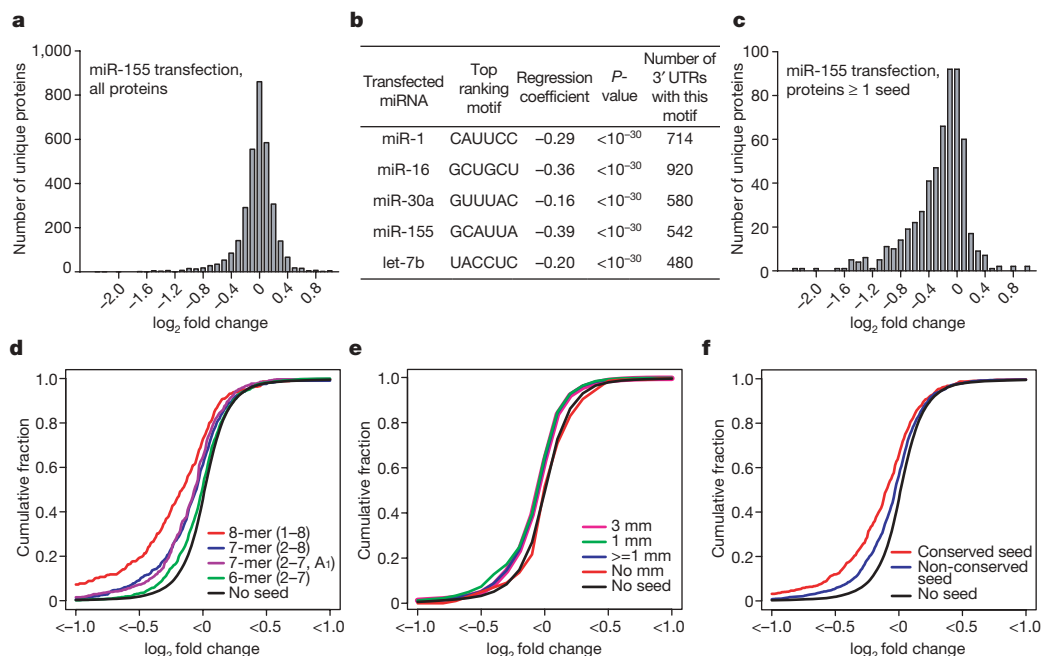 a
1,000
800
600
400
200
0
Number of unique proteins
miR-155 transfection,
all proteins
−2.0
−1.6
−1.2
−0.8
−0.4
0
0.4
0.8
log2 fold change
b
Transfected miRNA | Top ranking motif | Regression coefficient | P-value | Number of 3′ UTRs with this motif
miR-1 CAUUCC −0.29 <10−30 714
miR-16 GCUGCU −0.36 <10−30 920
miR-30a GUUUAC −0.16 <10−30 580
miR-155 GCAUUA −0.39 <10−30 542
let-7b UACCUC −0.20 <10−30 480
c
100
80
60
40
20
0
Number of unique proteins
miR-155 transfection,
proteins ≥ 1 seed
−2.0
−1.6
−1.2
−0.8
−0.4
0
0.4
0.8
log2 fold change
d
1.0
0.8
0.6
0.4
0.2
0
Cumulative fraction
8-mer (1–8)
7-mer (2–8)
7-mer (2–7, A1)
6-mer (2–7)
No seed
<−1.0
<−0.5
<0
<0.5
<1.0
log2 fold change
e
1.0
0.8
0.6
0.4
0.2
0
Cumulative fraction
3 mm
1 mm
>=1 mm
No mm
No seed
<−1.0
<−0.5
<0
<0.5
<1.0
log2 fold change
f
1.0
0.8
0.6
0.4
0.2
0
Cumulative fraction
Conserved seed
Non-conserved
seed
No seed
<−1.0
<−0.5
<0
<0.5
<1.0
log2 fold change